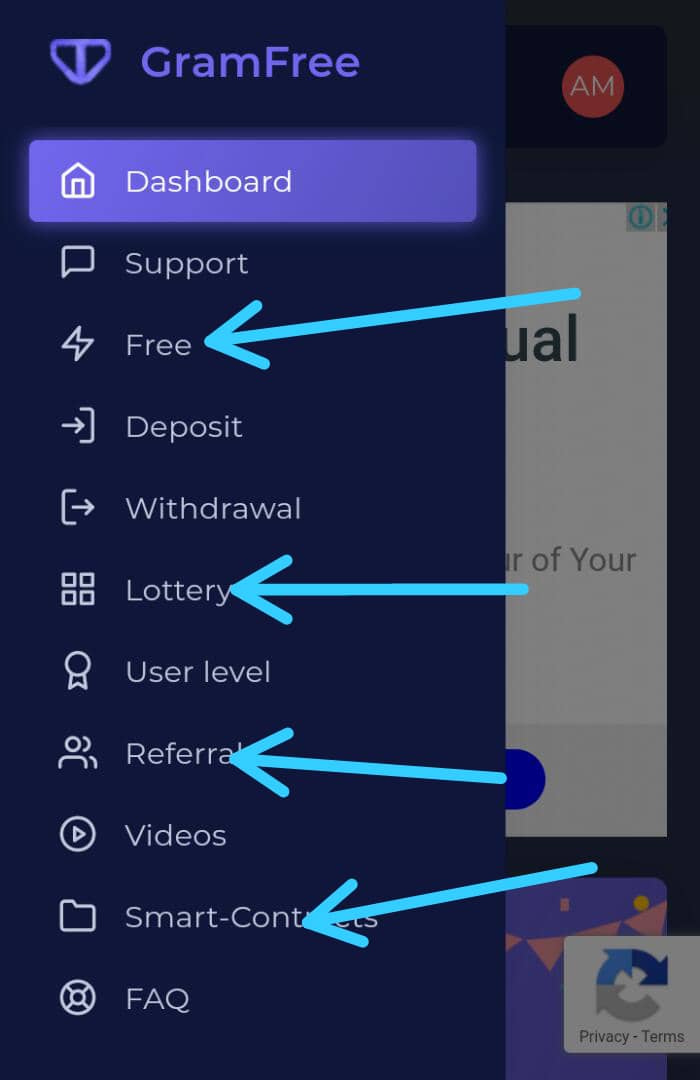 GramFree
AM
Dashboard
Support
Free
ual
Deposit
Withdrawal
ur of Your
Lottery
User level
Referral
Videos
Smart-Contracts
FAQ
Privacy - Terms